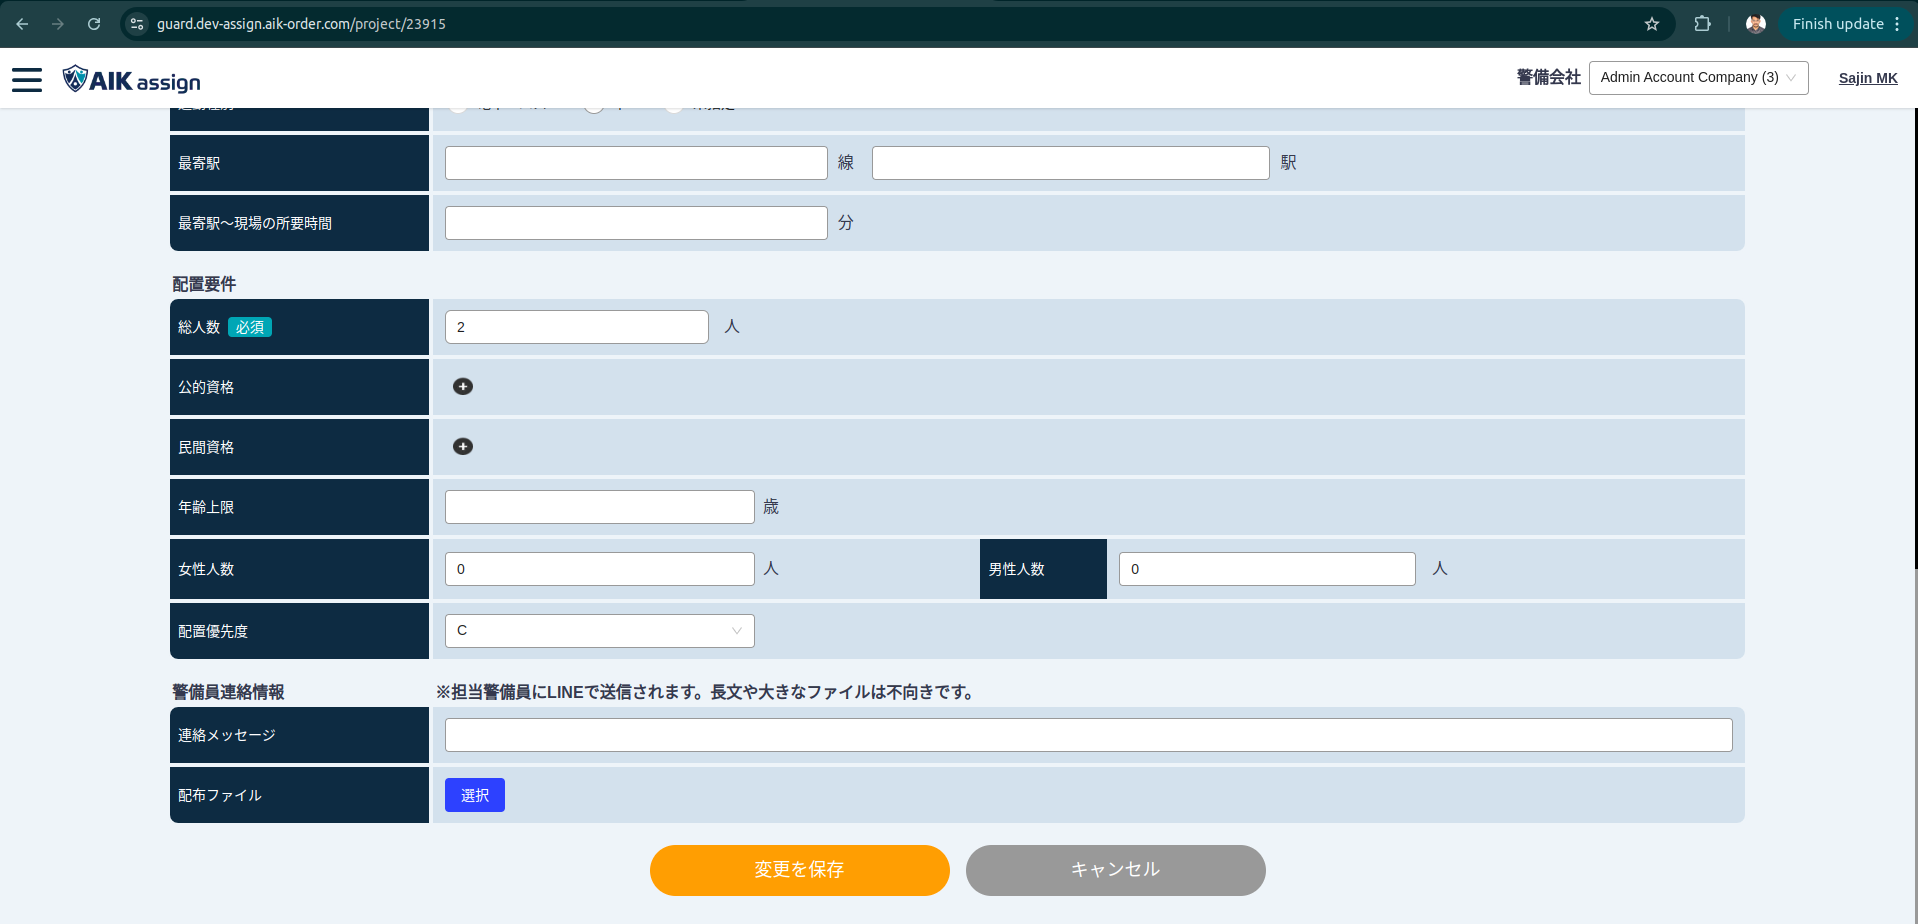 guard.dev-assign.aik-order.com/project/23915
Finish update
AIK assign
警備会社
Admin Account Company (3)
Sajin MK
最寄駅
線
駅
最寄駅〜現場の所要時間
分
配置要件
総人数 必須
2
人
公的資格
民間資格
年齢上限
歳
女性人数
0
人
男性人数
0
人
配置優先度
C
警備員連絡情報
※担当警備員にLINEで送信されます。長文や大きなファイルは不向きです。
連絡メッセージ
配布ファイル
選択
変更を保存
キャンセル